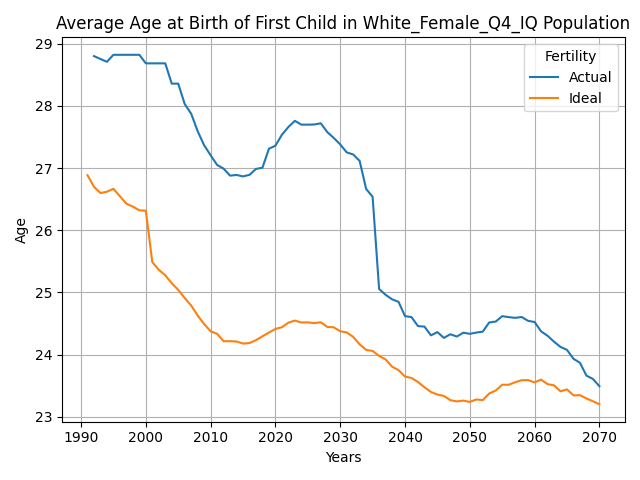 Average Age at Birth of First Child in White_Female_Q4_IQ Population
Fertility
Actual
Ideal
Age
29
28
27
26
25
24
23
1990 2000 2010 2020 2030 2040 2050 2060 2070
Years